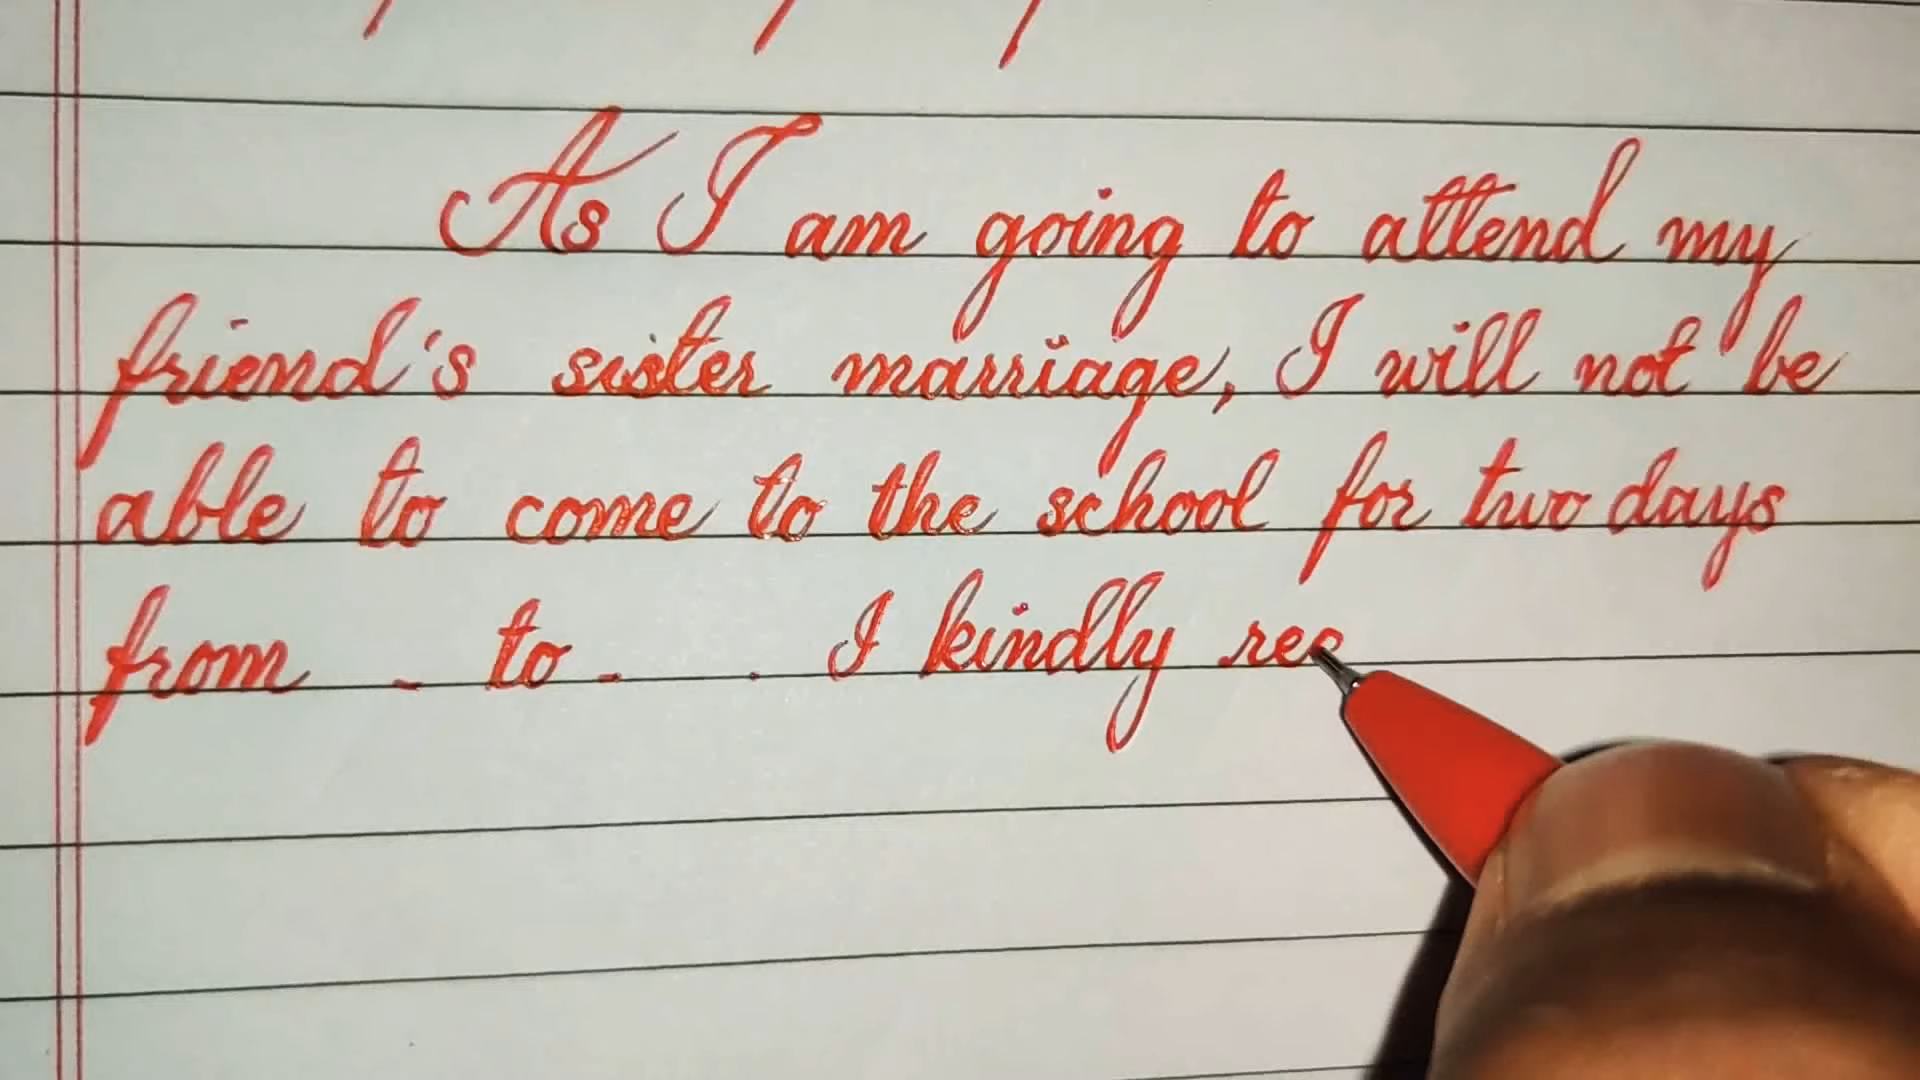 As I am going to attend my
friend's sister marriage, I will not be
able to come to the school for two days
from - to - . I kindly